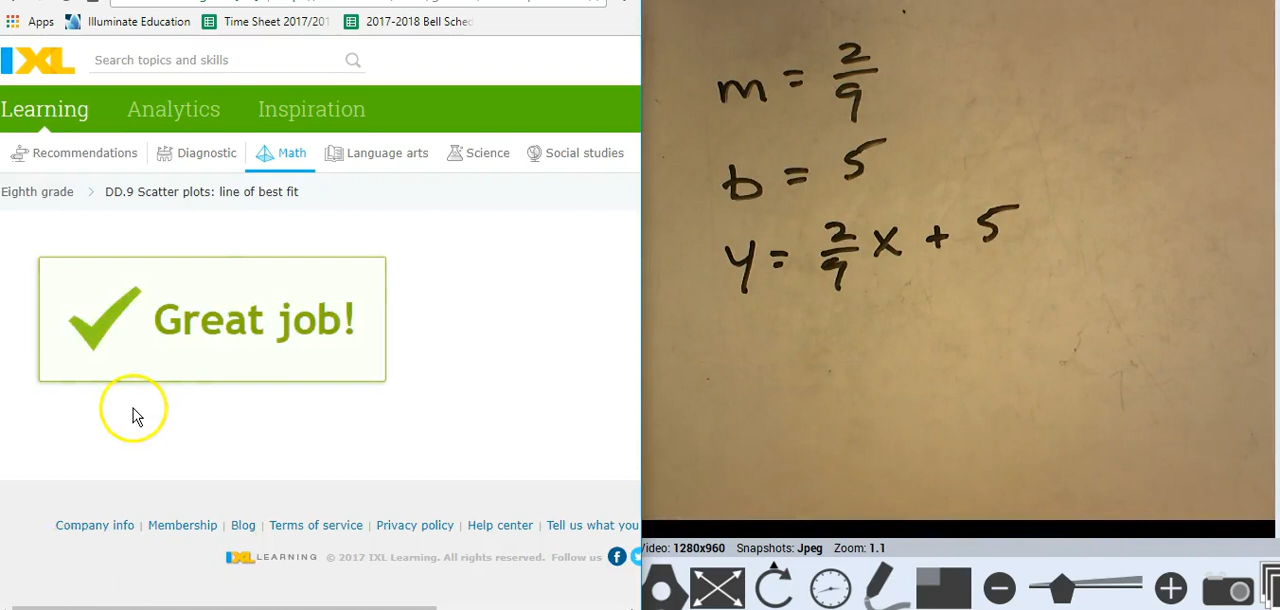 Apps Illuminate Education Time Sheet 2017/201 2017-2018 Bell Sched
IXL Search topics and skills
Learning Analytics Inspiration
Recommendations Diagnostic Math Language arts Science Social studies
Eighth grade > DD.9 Scatter plots: line of best fit
Great job!
Company info | Membership | Blog | Terms of service | Privacy policy | Help center | Tell us what you
IXL LEARNING © 2017 IXL Learning. All rights reserved. Follow us
m = 2/9
b = 5
y = 2/9 x + 5
Video: 1280x960 Snapshots: Jpeg Zoom: 1.1